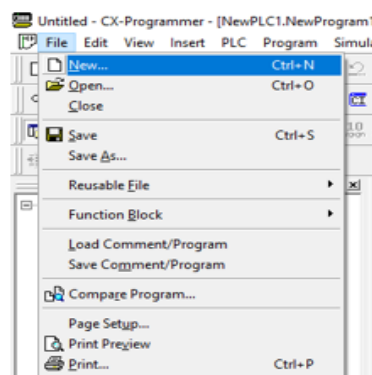 Untitled - CX-Programmer - [NewPLC1.NewProgram1
File Edit View Insert PLC Program Simula
New... Ctrl+N
Open... Ctrl+O
Close
Save Ctrl+S
Save As...
Reusable File
Function Block
Load Comment/Program
Save Comment/Program
Compare Program...
Page Setup...
Print Preview
Print... Ctrl+P